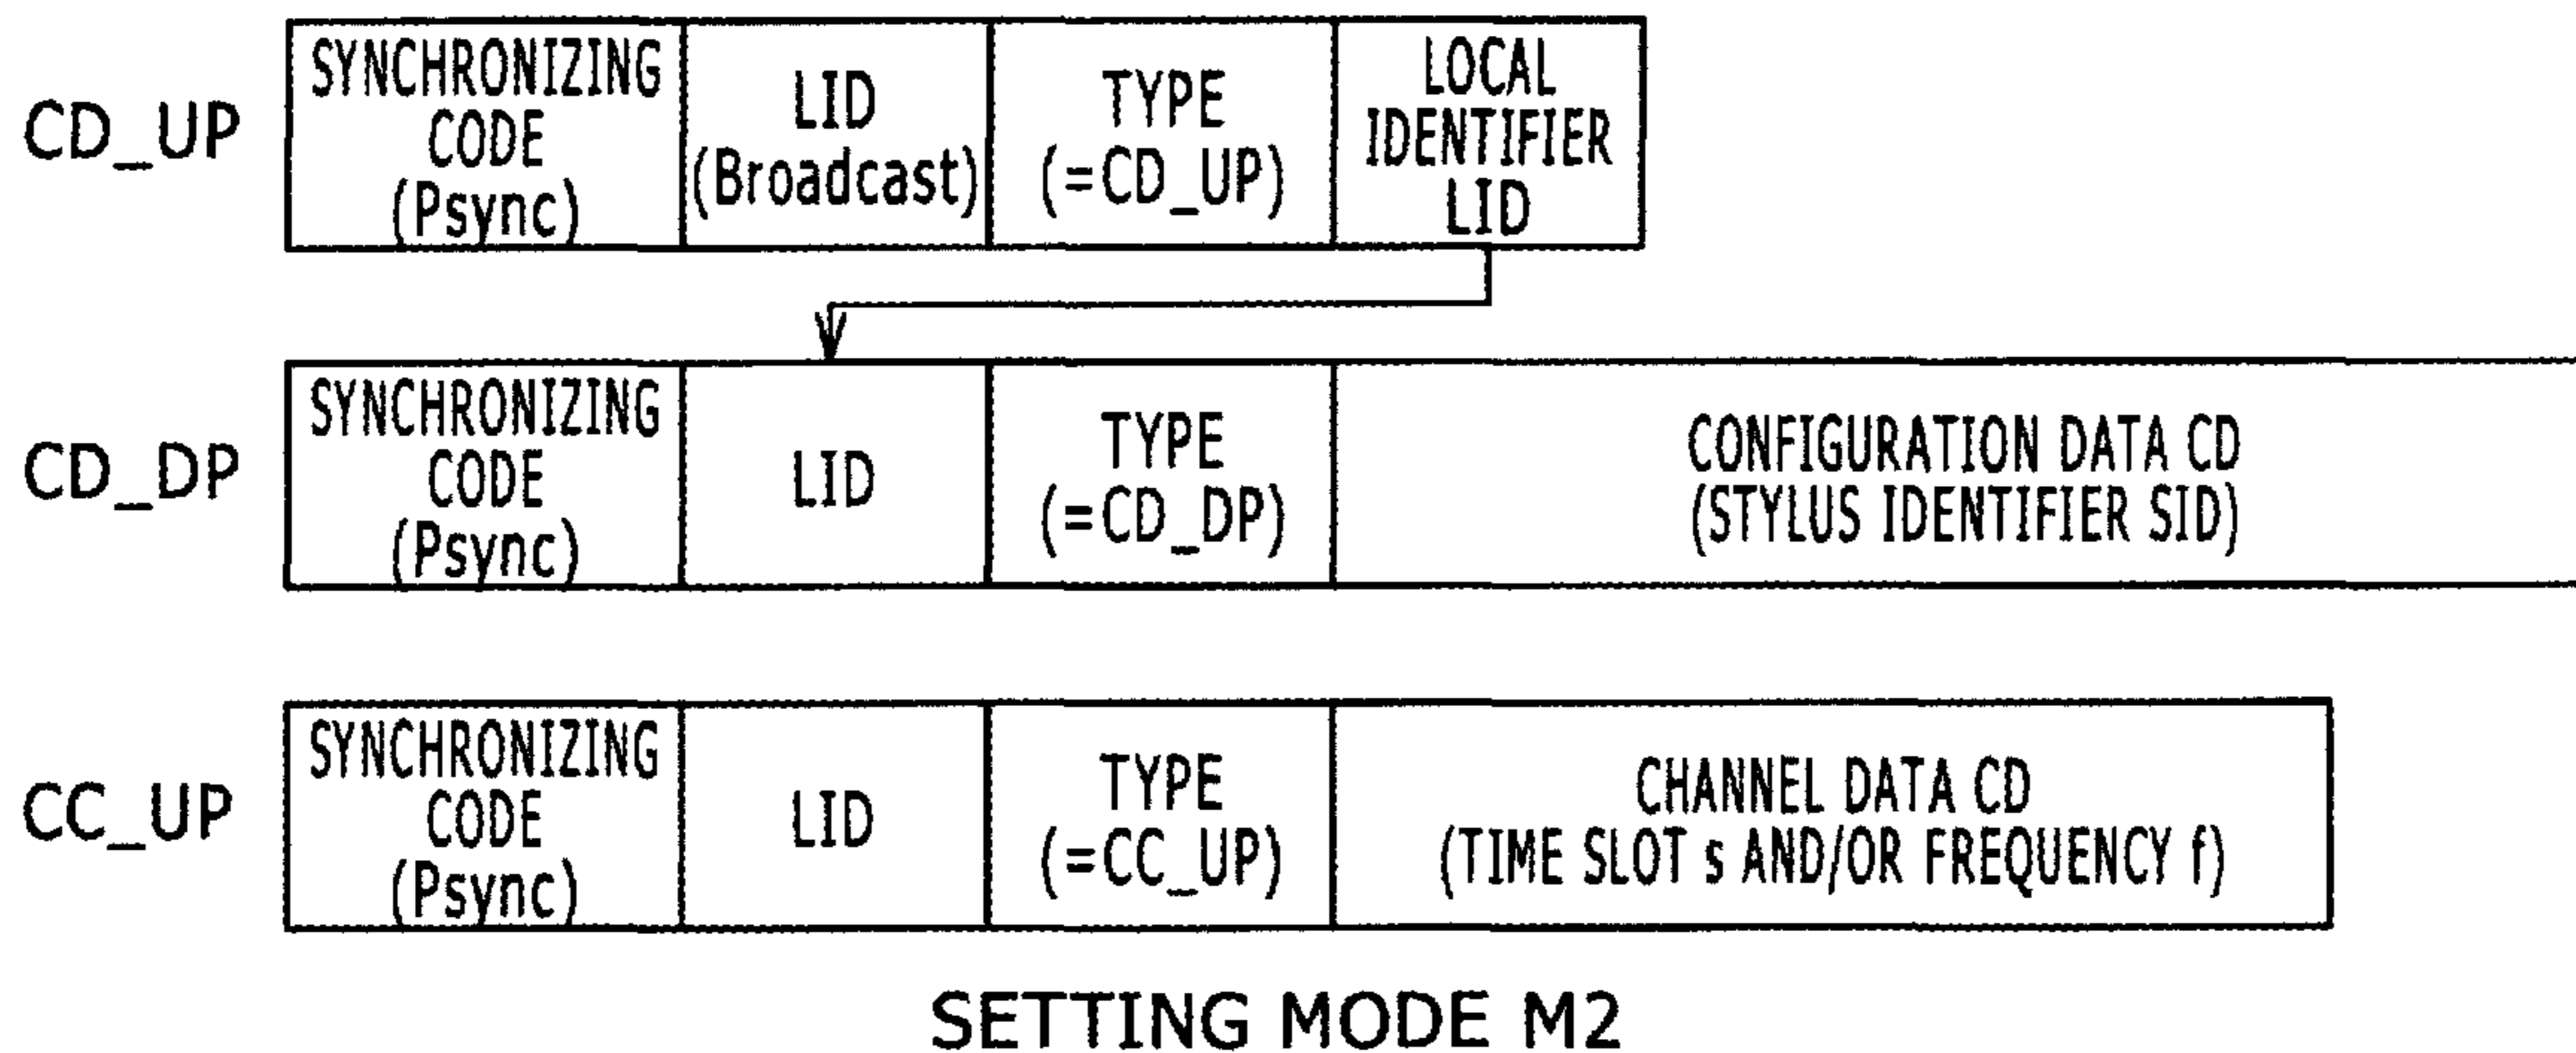 CD_UP
SYNCHRONIZING
CODE
(Psync)
LID
(Broadcast)
TYPE
(=CD_UP)
LOCAL
IDENTIFIER
LID
CD_DP
SYNCHRONIZING
CODE
(Psync)
LID
TYPE
(=CD_DP)
CONFIGURATION DATA CD
(STYLUS IDENTIFIER SID)
CC_UP
SYNCHRONIZING
CODE
(Psync)
LID
TYPE
(=CC_UP)
CHANNEL DATA CD
(TIME SLOT s AND/OR FREQUENCY f)
SETTING MODE M2